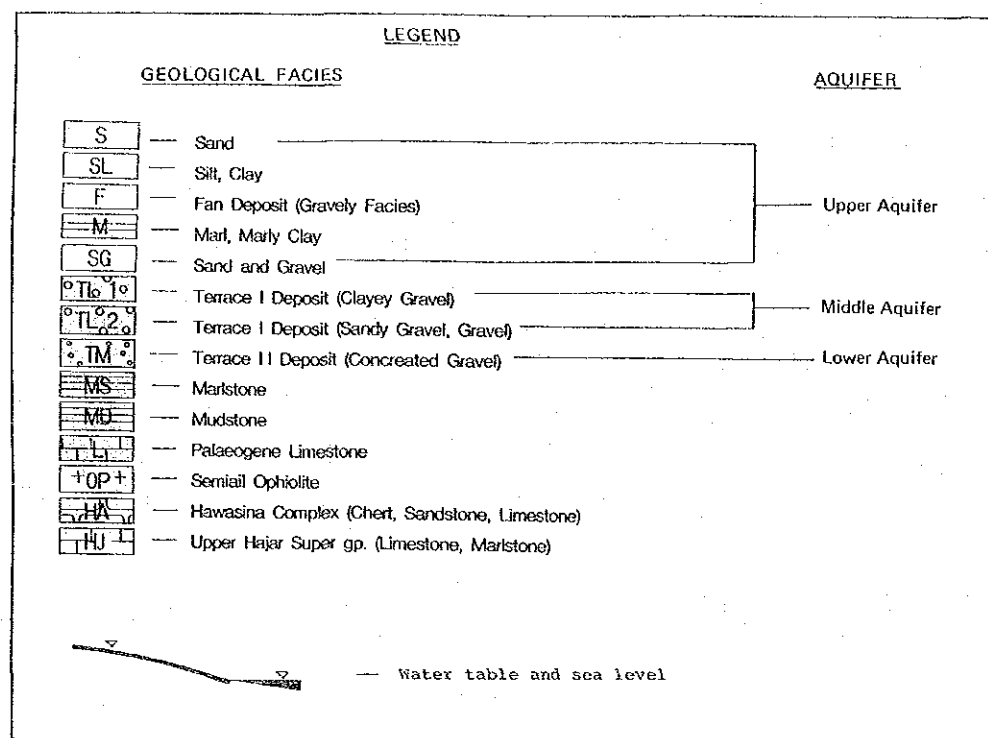 LEGEND
GEOLOGICAL FACIES AQUIFER
S — Sand
SL — Silt, Clay
F — Fan Deposit (Gravely Facies) Upper Aquifer
M — Marl, Marly Clay
SG — Sand and Gravel
TL 1 — Terrace I Deposit (Clayey Gravel) Middle Aquifer
TL 2 — Terrace I Deposit (Sandy Gravel, Gravel)
TM — Terrace II Deposit (Concreated Gravel) Lower Aquifer
MS — Marlstone
MU — Mudstone
L — Palaeogene Limestone
+OP+ — Semiail Ophiolite
HA — Hawasina Complex (Chert, Sandstone, Limestone)
HJ — Upper Hajar Super gp. (Limestone, Marlstone)
— Water table and sea level